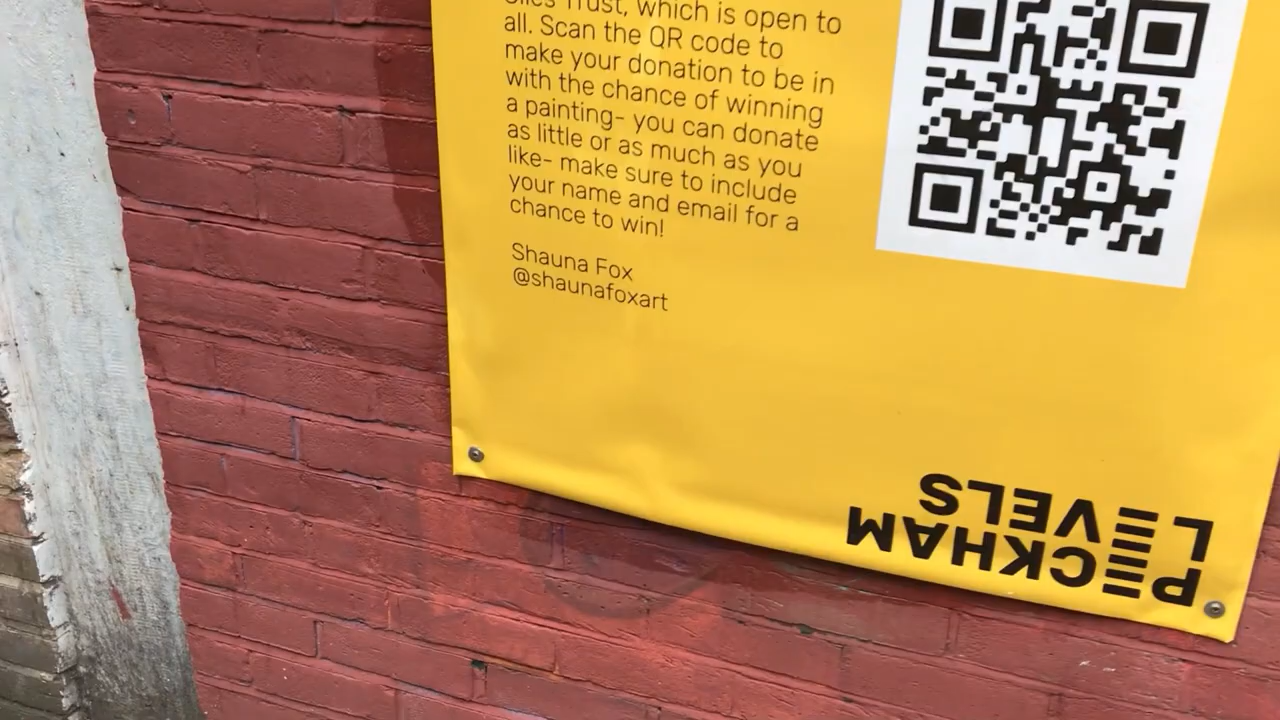 Giles Trust, which is open to
all. Scan the QR code to
make your donation to be in
with the chance of winning
a painting- you can donate
as little or as much as you
like- make sure to include
your name and email for a
chance to win!
Shauna Fox
@shaunafoxart
PECKHAM
LEVELS